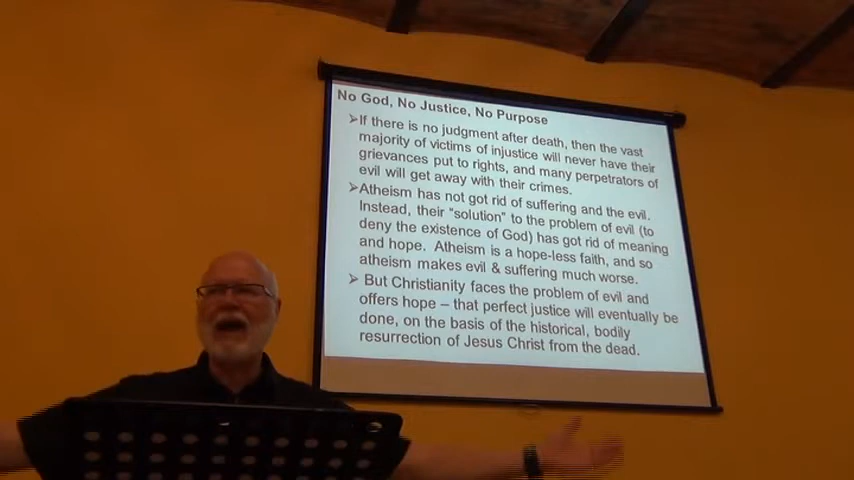 No God, No Justice, No Purpose
➢If there is no judgment after death, then the vast
majority of victims of injustice will never have their
grievances put to rights, and many perpetrators of
evil will get away with their crimes.
➢Atheism has not got rid of suffering and the evil.
Instead, their "solution" to the problem of evil (to
deny the existence of God) has got rid of meaning
and hope. Atheism is a hope-less faith, and so
atheism makes evil & suffering much worse.
➢ But Christianity faces the problem of evil and
offers hope – that perfect justice will eventually be
done, on the basis of the historical, bodily
resurrection of Jesus Christ from the dead.